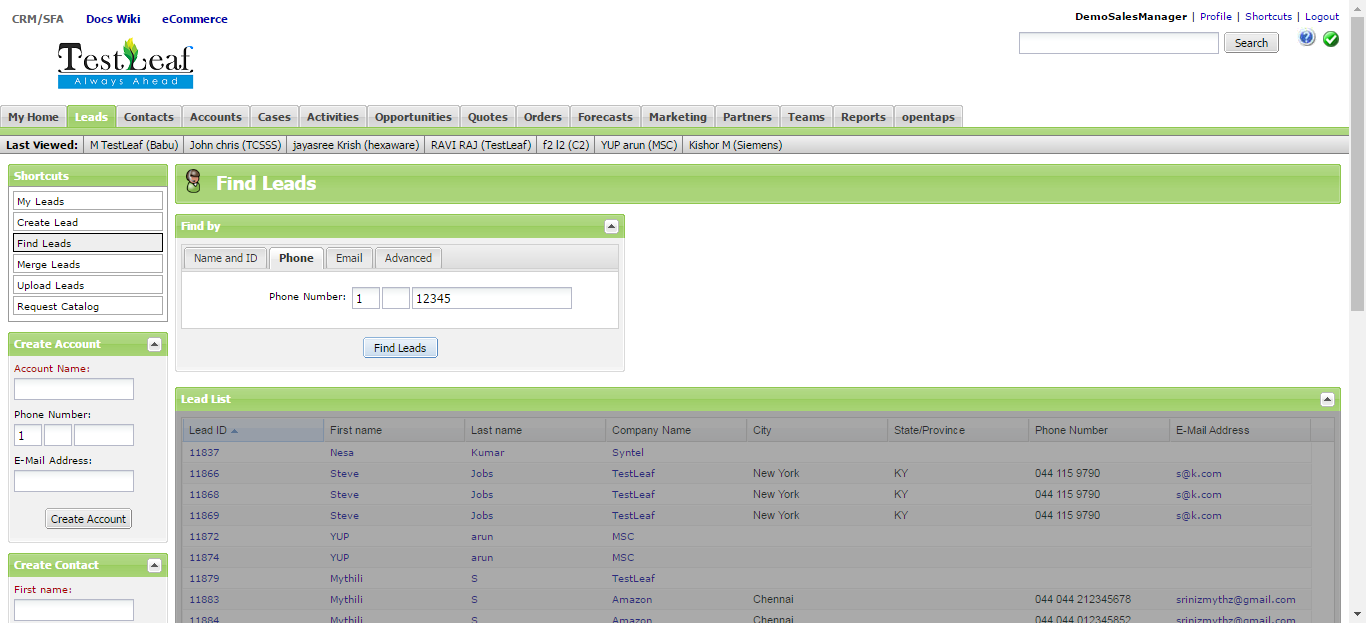 CRM/SFA Docs Wiki eCommerce
DemoSalesManager | Profile | Shortcuts | Logout
TestLeaf
Always Ahead
Search
My Home Leads Contacts Accounts Cases Activities Opportunities Quotes Orders Forecasts Marketing Partners Teams Reports opentaps
Last Viewed: M TestLeaf (Babu) John chris (TCSSS) jayasree Krish (hexaware) RAVI RAJ (TestLeaf) f2 l2 (C2) YUP arun (MSC) Kishor M (Siemens)
Shortcuts
My Leads
Create Lead
Find Leads
Merge Leads
Upload Leads
Request Catalog
Create Account
Account Name:
Phone Number:
1
E-Mail Address:
Create Account
Create Contact
First name:
Find Leads
Find by
Name and ID Phone Email Advanced
Phone Number: 1 12345
Find Leads
Lead List
Lead ID First name Last name Company Name City State/Province Phone Number E-Mail Address
11837 Nesa Kumar Syntel
11866 Steve Jobs TestLeaf New York KY 044 115 9790 s@k.com
11868 Steve Jobs TestLeaf New York KY 044 115 9790 s@k.com
11869 Steve Jobs TestLeaf New York KY 044 115 9790 s@k.com
11872 YUP arun MSC
11874 YUP arun MSC
11879 Mythili S TestLeaf
11883 Mythili S Amazon Chennai 044 044 212345678 srinizmythz@gmail.com
11884 Mythili S Amazon Chennai 044 044 012345852 srinizmythz@gmail.com